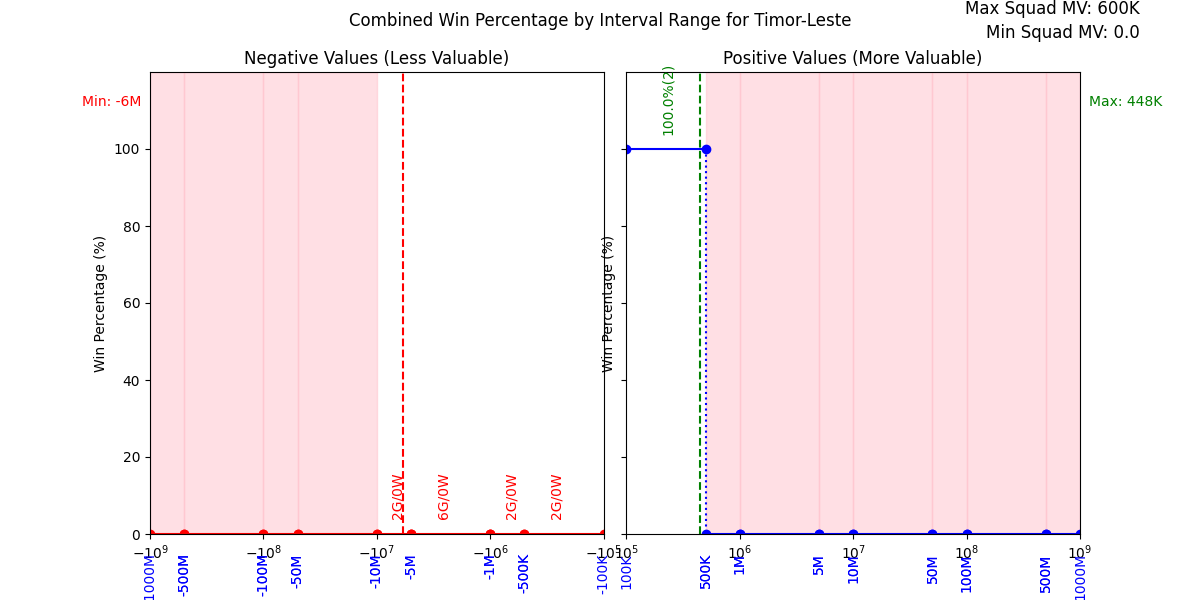 Max Squad MV: 600K
Combined Win Percentage by Interval Range for Timor-Leste
Min Squad MV: 0.0
Negative Values (Less Valuable)
Positive Values (More Valuable)
Min: -6M
Max: 448K
100.0%(2)
100
80
60
40
20
0
Win Percentage (%)
Win Percentage (%)
2G/0W
6G/0W
2G/0W
2G/0W
−10⁹
−10⁸
−10⁷
−10⁶
−10⁵
10⁵
10⁶
10⁷
10⁸
10⁹
1000M
-500M
-100M
-50M
-10M
-5M
-1M
-500K
-100K
100K
500K
1M
5M
10M
50M
100M
500M
1000M